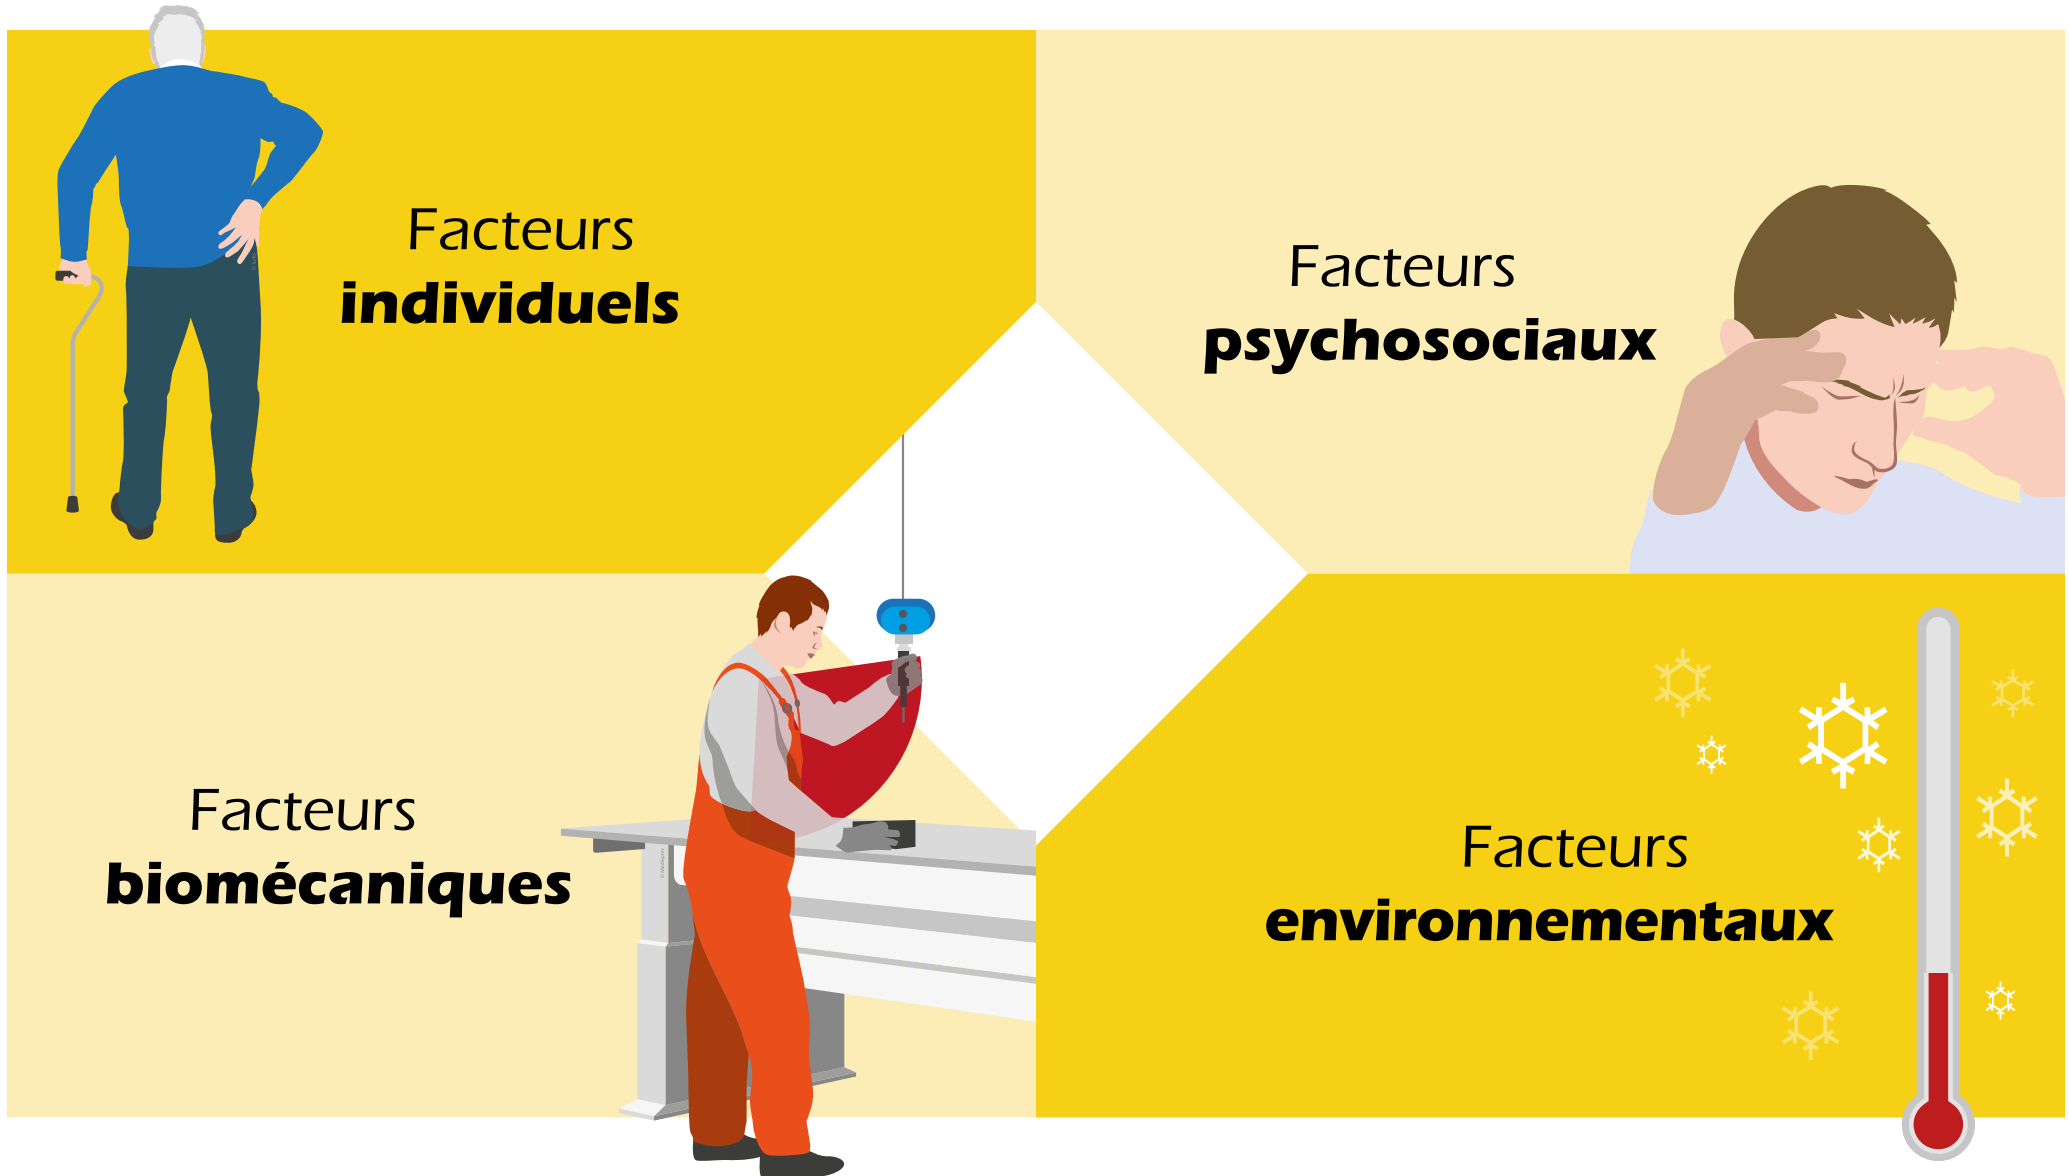 Facteurs
individuels
Facteurs
psychosociaux
Facteurs
biomécaniques
Facteurs
environnementaux